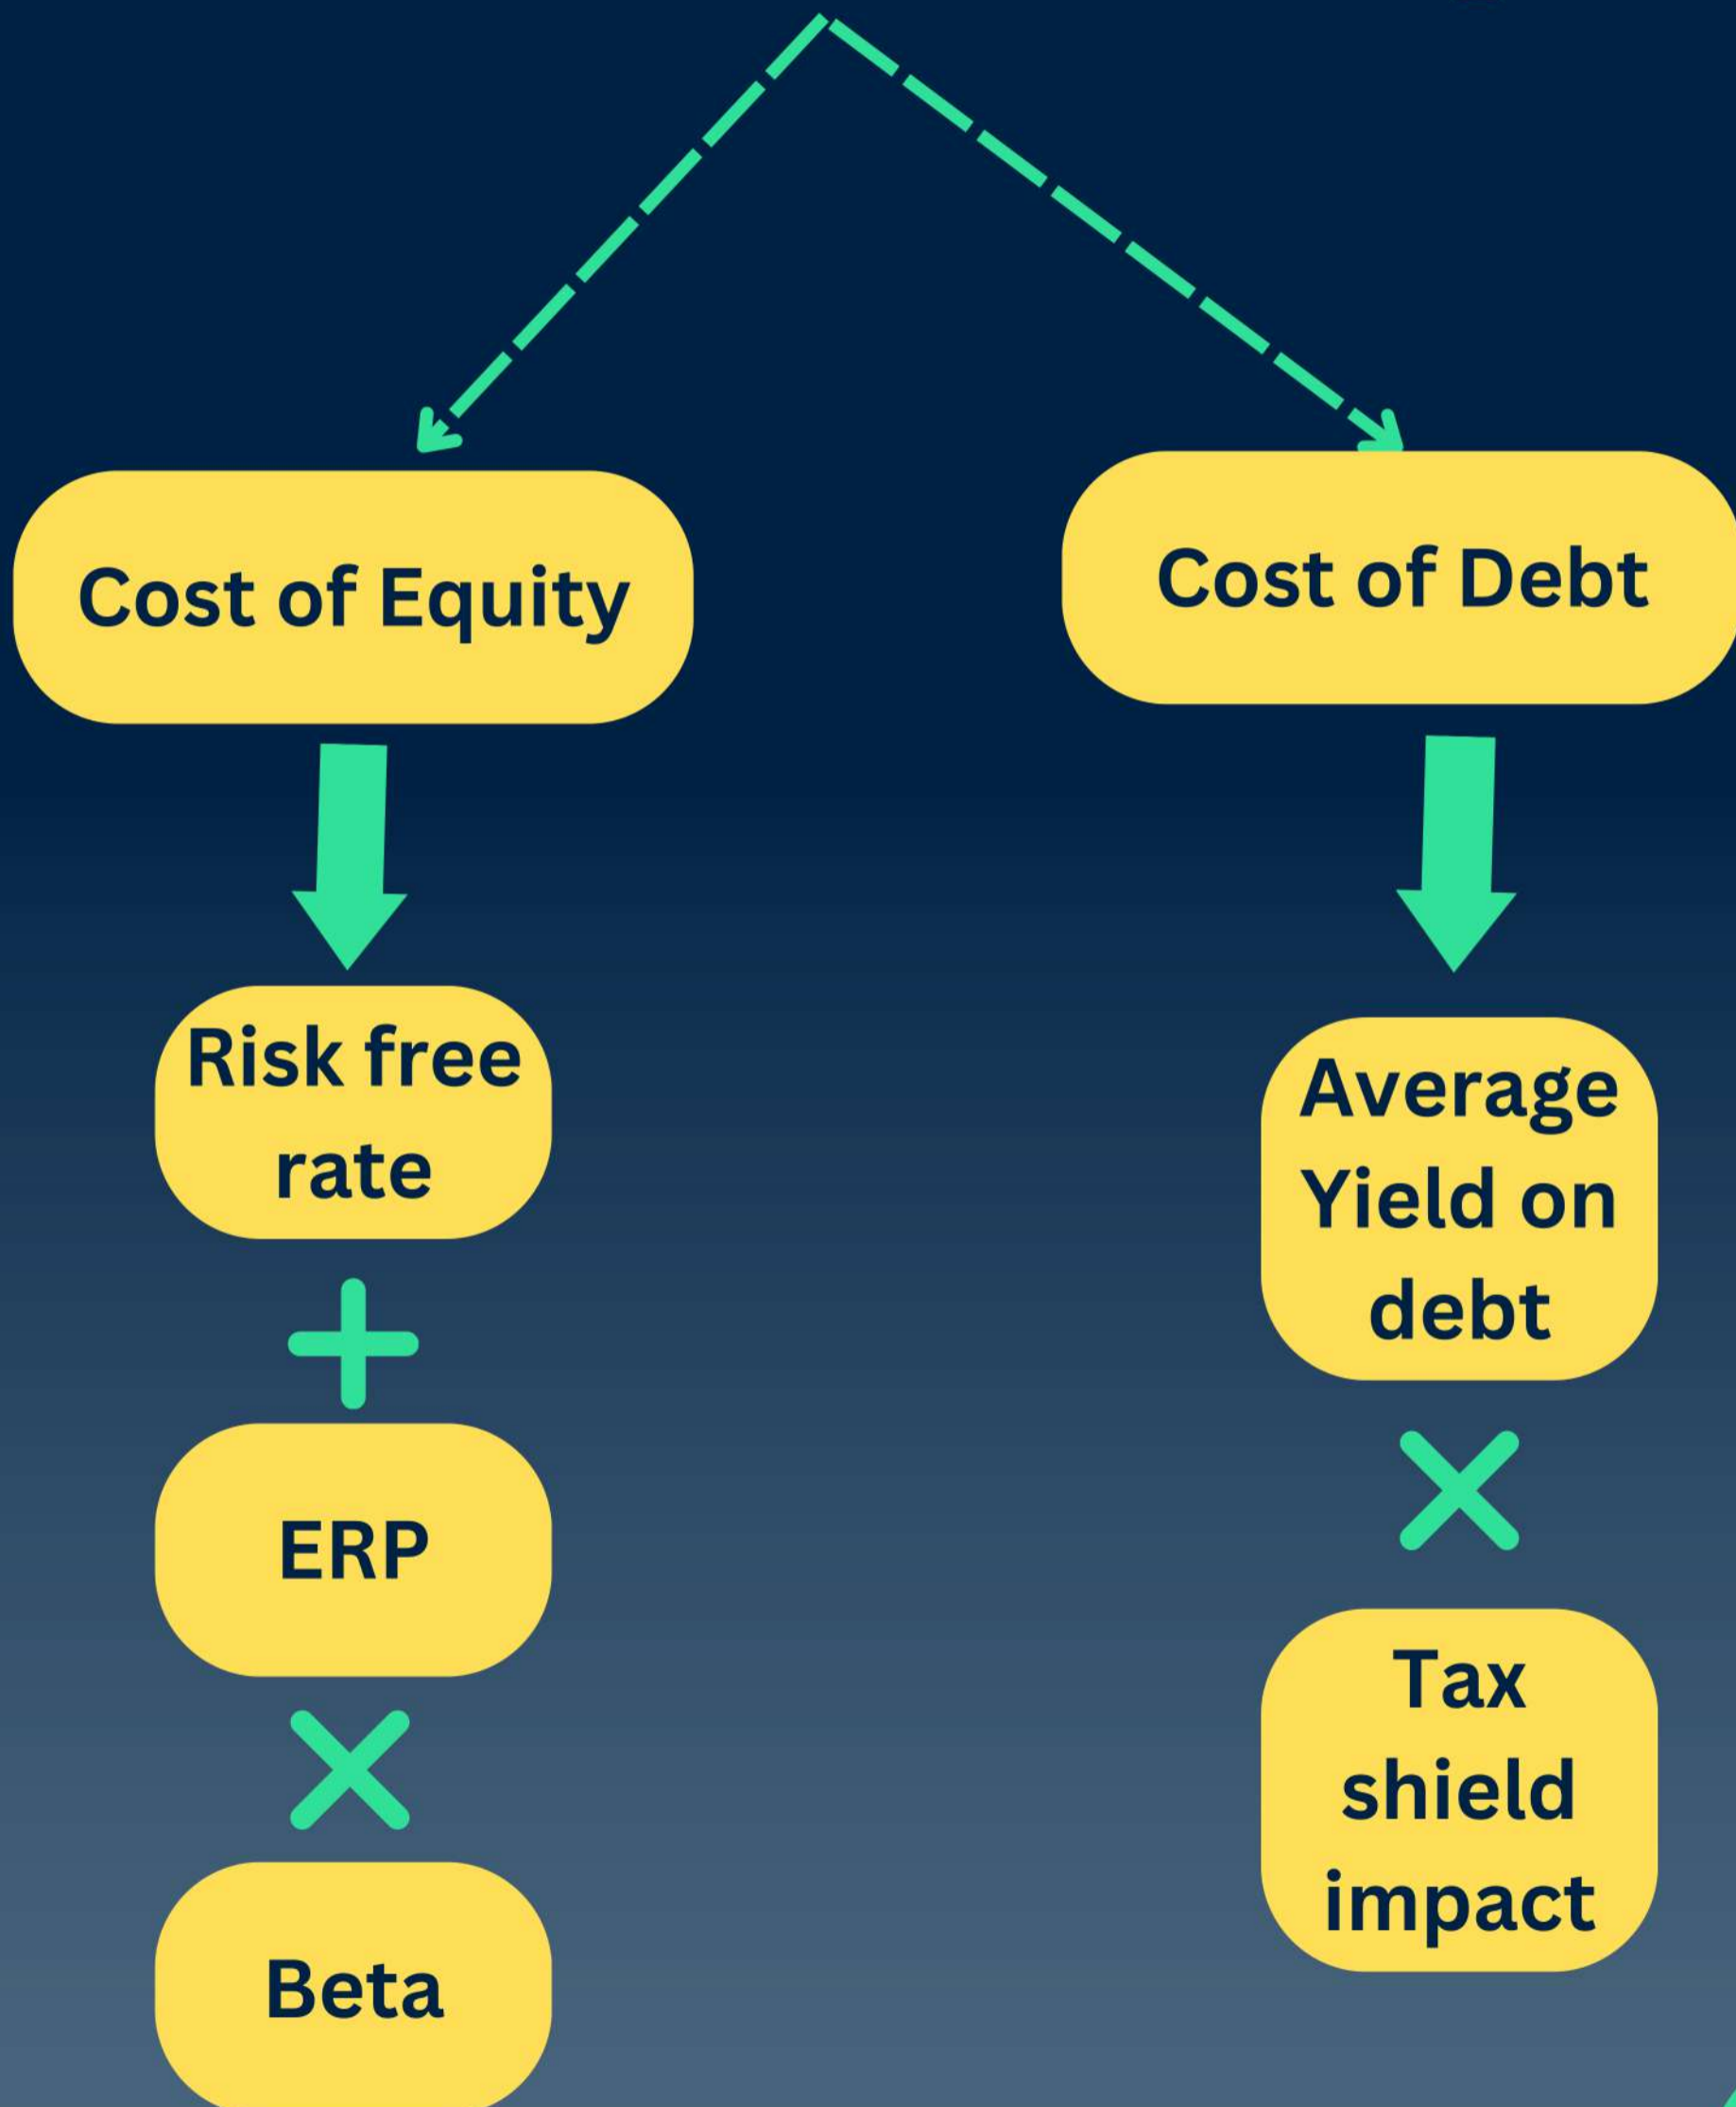 Cost of Equity
Cost of Debt
Risk free
rate
Average
Yield on
debt
ERP
Tax
shield
impact
Beta